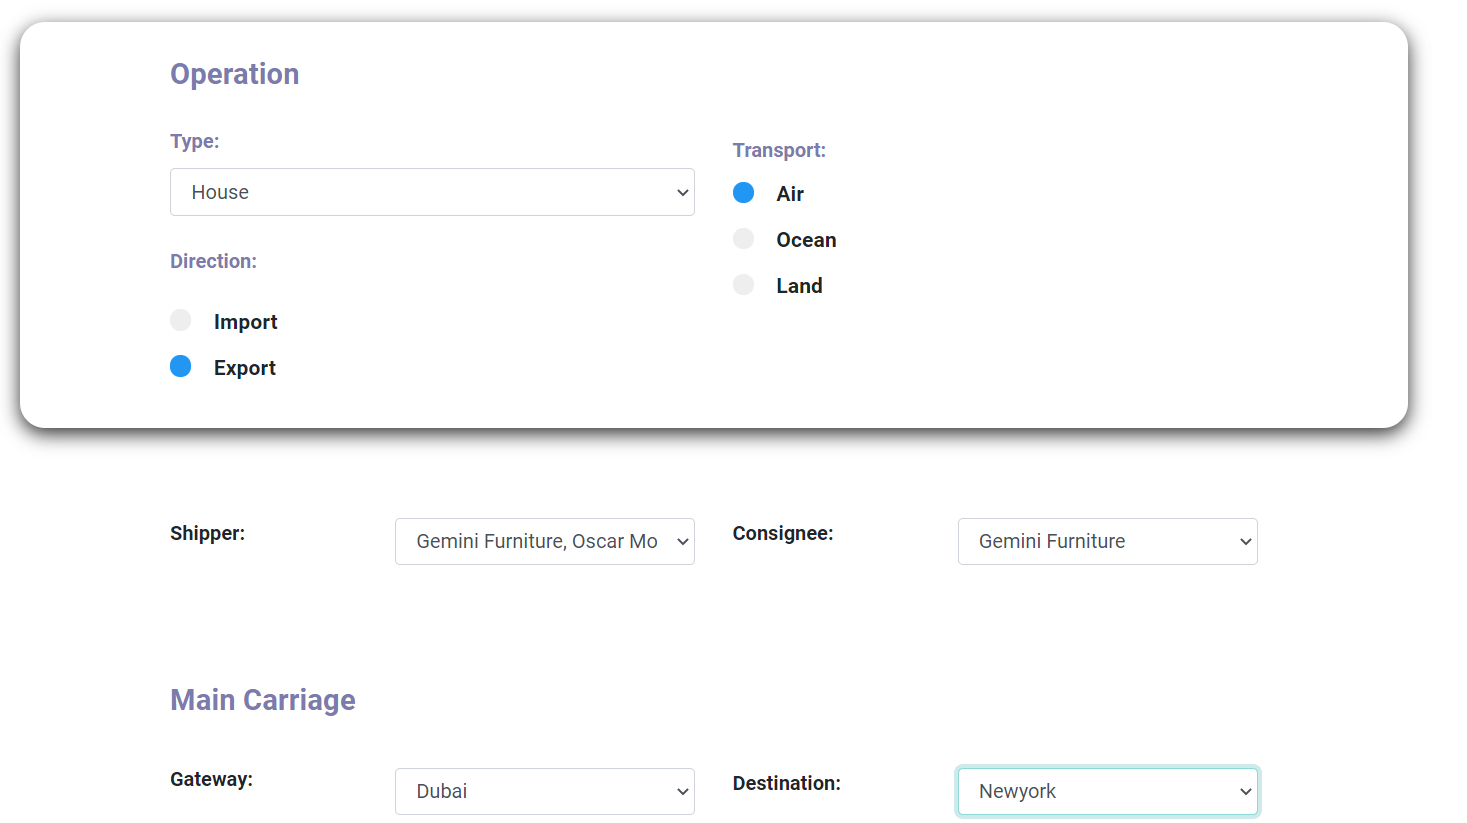 Operation
Type:
House
Direction:
Import
Export
Transport:
Air
Ocean
Land
Shipper:
Gemini Furniture, Oscar Mo
Consignee:
Gemini Furniture
Main Carriage
Gateway:
Dubai
Destination:
Newyork